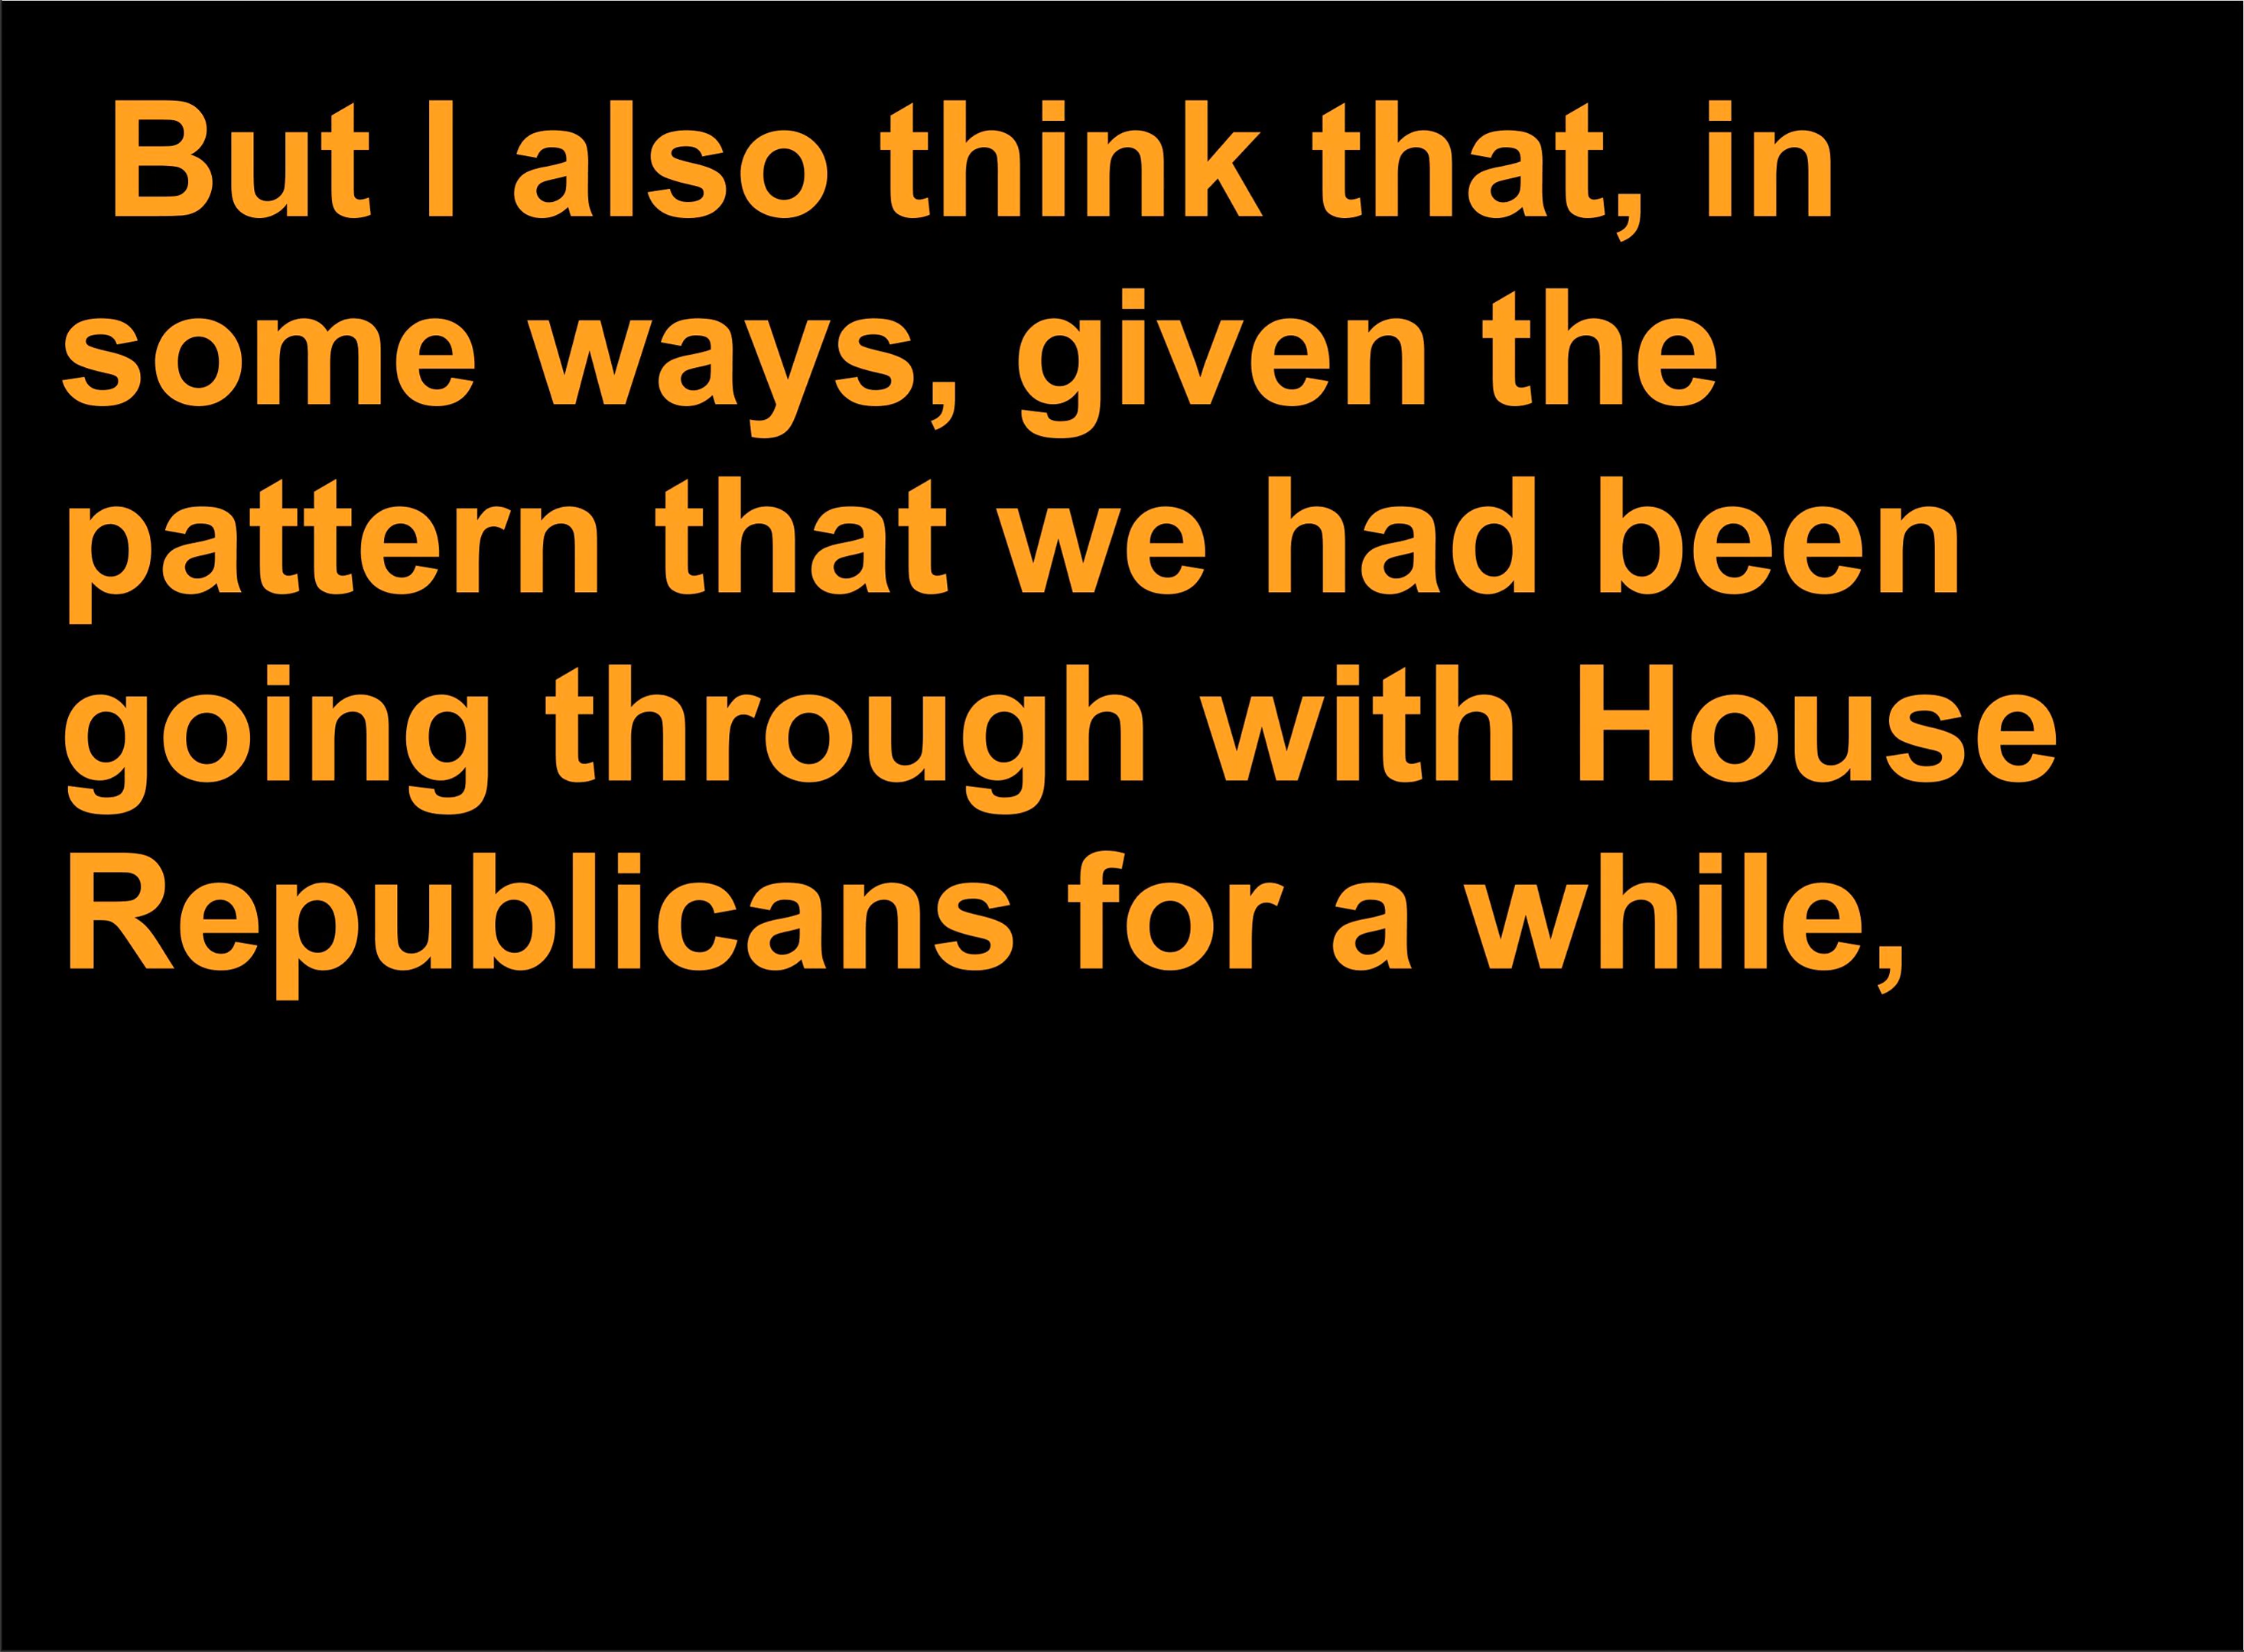 But I also think that, in
some ways, given the
pattern that we had been
going through with House
Republicans for a while,